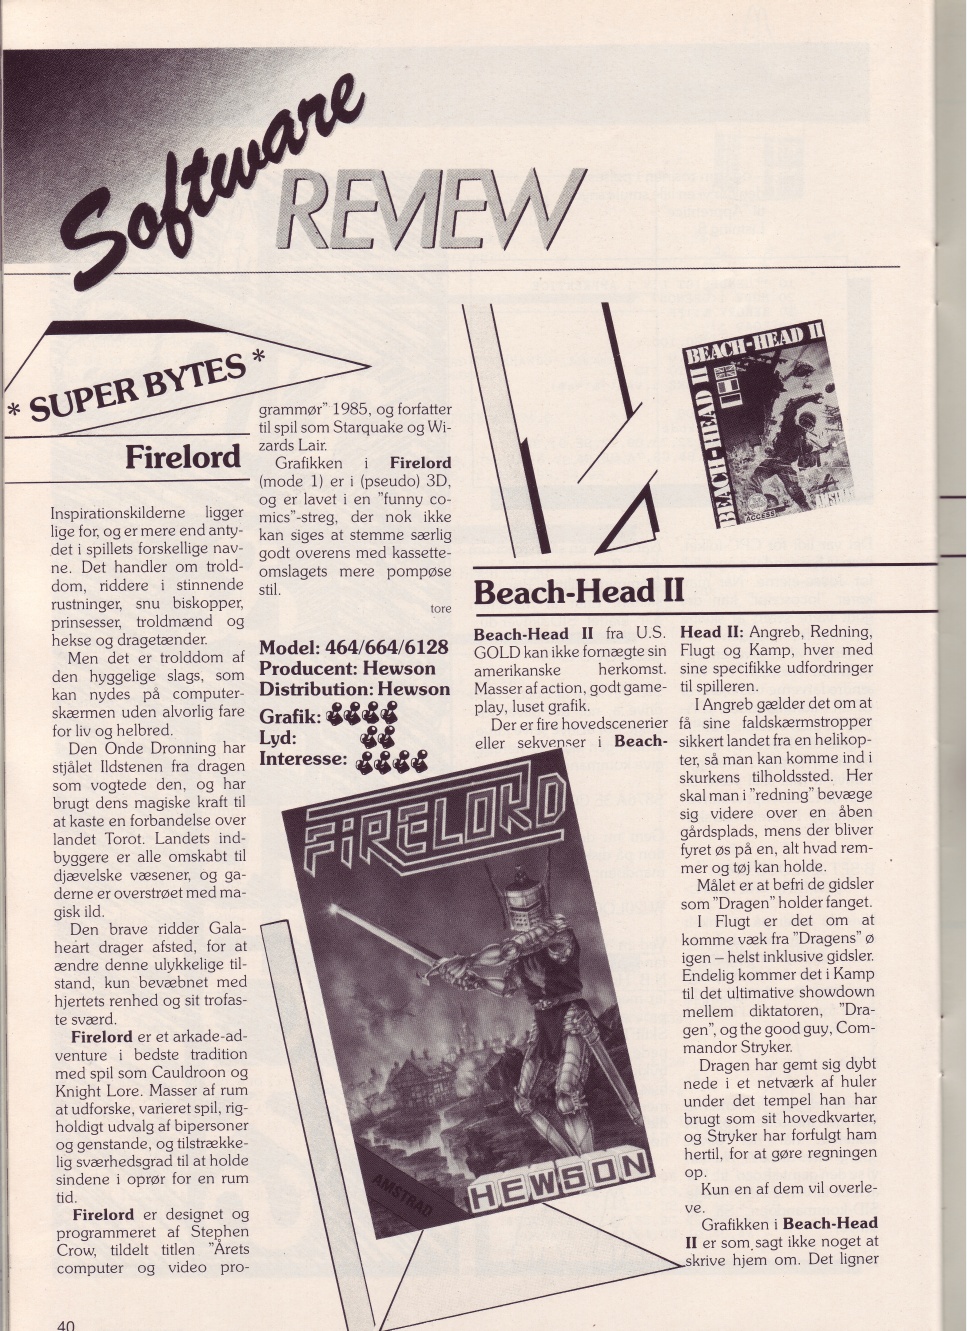 Software
REVIEW
* SUPER BYTES *
Firelord
Inspirationskilderne ligger
lige for, og er mere end anty-
det i spillets forskellige nav-
ne. Det handler om trold-
dom, riddere i stinnende
rustninger, snu biskopper,
prinsesser, troldmænd og
hekse og dragetænder.
Men det er trolddom af
den hyggelige slags, som
kan nydes på computer-
skærmen uden alvorlig fare
for liv og helbred.
Den Onde Dronning har
stjålet Ildstenen fra dragen
som vogtede den, og har
brugt dens magiske kraft til
at kaste en forbandelse over
landet Torot. Landets ind-
byggere er alle omskabt til
djævelske væsener, og ga-
derne er overstrøet med ma-
gisk ild.
Den brave ridder Gala-
heart drager afsted, for at
ændre denne ulykkelige til-
stand, kun bevæbnet med
hjertets renhed og sit trofas-
te sværd.
Firelord er et arkade-ad-
venture i bedste tradition
med spil som Cauldroon og
Knight Lore. Masser af rum
at udforske, varieret spil, rig-
holdigt udvalg af bipersoner
og genstande, og tilstrække-
lig sværhedsgrad til at holde
sindene i oprør for en rum
tid.
Firelord er designet og
programmeret af Stephen
Crow, tildelt titlen "Årets
computer og video pro-
grammør" 1985, og forfatter
til spil som Starquake og Wi-
zards Lair.
Grafikken i Firelord
(mode 1) er i (pseudo) 3D,
og er lavet i en "funny co-
mics"-streg, der nok ikke
kan siges at stemme særlig
godt overens med kassette-
omslagets mere pompøse
stil.
tore
Model: 464/664/6128
Producent: Hewson
Distribution: Hewson
Grafik:
Lyd:
Interesse:
FIRELORD
AMSTRAD
HEWSON
BEACH-HEAD II
BEACH-HEAD II
ACCESS
Beach-Head II
Beach-Head II fra U.S.
GOLD kan ikke fornægte sin
amerikanske herkomst.
Masser af action, godt game-
play, luset grafik.
Der er fire hovedscenerier
eller sekvenser i Beach-
Head II: Angreb, Redning,
Flugt og Kamp, hver med
sine specifikke udfordringer
til spilleren.
I Angreb gælder det om at
få sine faldskærmstropper
sikkert landet fra en helikop-
ter, så man kan komme ind i
skurkens tilholdssted. Her
skal man i "redning" bevæge
sig videre over en åben
gårdsplads, mens der bliver
fyret øs på en, alt hvad rem-
mer og tøj kan holde.
Målet er at befri de gidsler
som "Dragen" holder fanget.
I Flugt er det om at
komme væk fra "Dragens" ø
igen – helst inklusive gidsler.
Endelig kommer det i Kamp
til det ultimative showdown
mellem diktatoren, "Dra-
gen", og the good guy, Com-
mandor Stryker.
Dragen har gemt sig dybt
nede i et netværk af huler
under det tempel han har
brugt som sit hovedkvarter,
og Stryker har forfulgt ham
hertil, for at gøre regningen
op.
Kun en af dem vil overle-
ve.
Grafikken i Beach-Head
II er som sagt ikke noget at
skrive hjem om. Det ligner
40